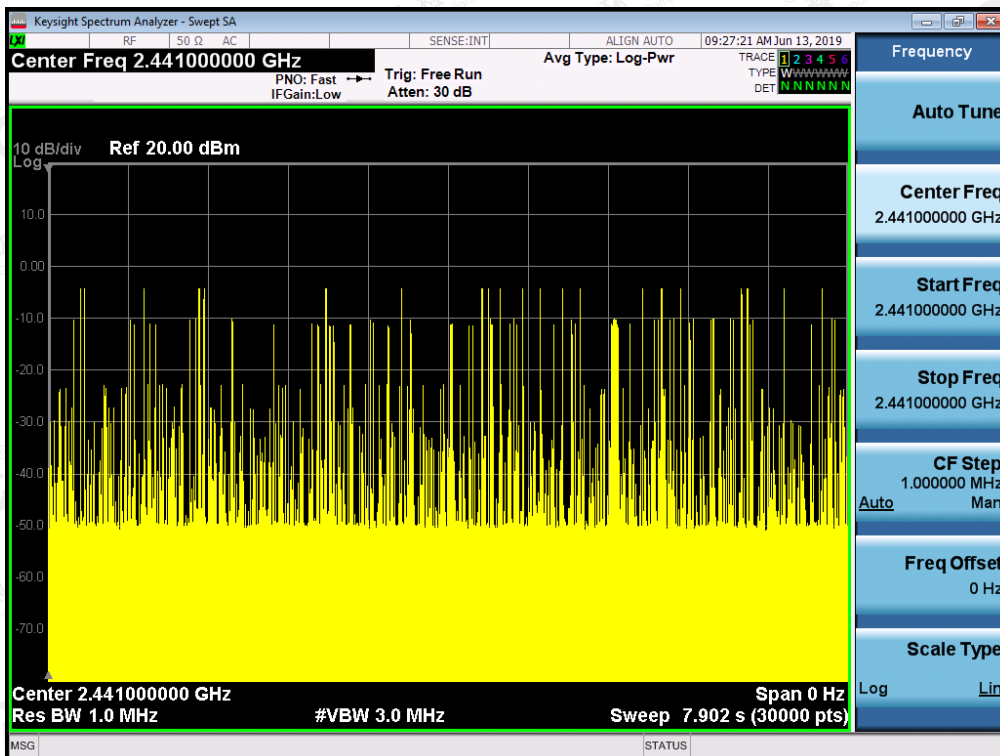 Keysight Spectrum Analyzer - Swept SA
LXI
RF 50 Ω AC SENSE:INT ALIGN AUTO 09:27:21 AM Jun 13, 2019
Center Freq 2.441000000 GHz
Avg Type: Log-Pwr
TRACE 1 2 3 4 5 6
PNO: Fast
Trig: Free Run
TYPE WWWWWW
IFGain:Low
Atten: 30 dB
DET N N N N N N
10 dB/div Ref 20.00 dBm
Log
10.0
0.00
-10.0
-20.0
-30.0
-40.0
-50.0
-60.0
-70.0
Center 2.441000000 GHz Span 0 Hz
Res BW 1.0 MHz #VBW 3.0 MHz Sweep 7.902 s (30000 pts)
MSG STATUS
Frequency
Auto Tune
Center Freq
2.441000000 GHz
Start Freq
2.441000000 GHz
Stop Freq
2.441000000 GHz
CF Step
1.000000 MHz
Auto Man
Freq Offset
0 Hz
Scale Type
Log Lin